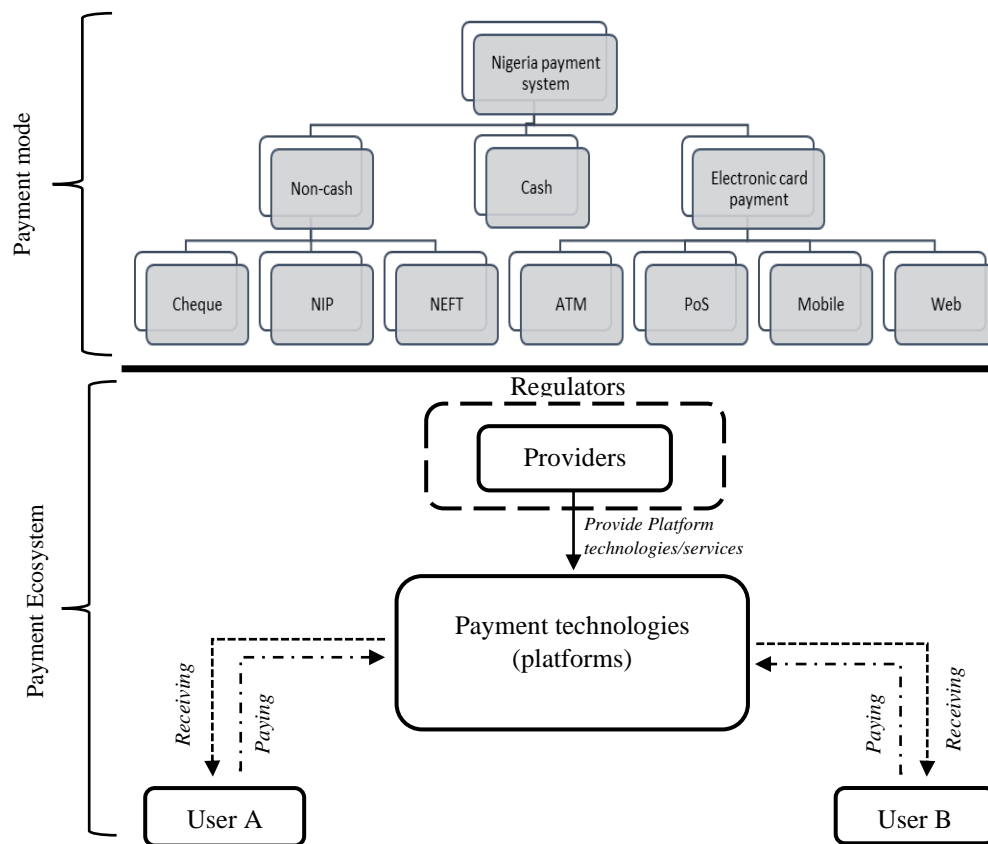 Payment mode
Nigeria payment
system
Non-cash
Cash
Electronic card
payment
Cheque
NIP
NEFT
ATM
PoS
Mobile
Web
Payment Ecosystem
Regulators
Providers
Provide Platform
technologies/services
Payment technologies
(platforms)
Receiving
Paying
Paying
Receiving
User A
User B